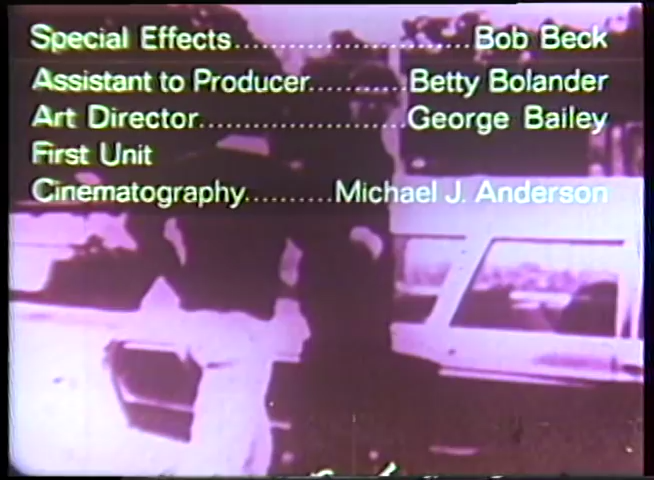 Special Effects........................Bob Beck
Assistant to Producer..........Betty Bolander
Art Director.....................George Bailey
First Unit
Cinematography..........Michael J. Anderson